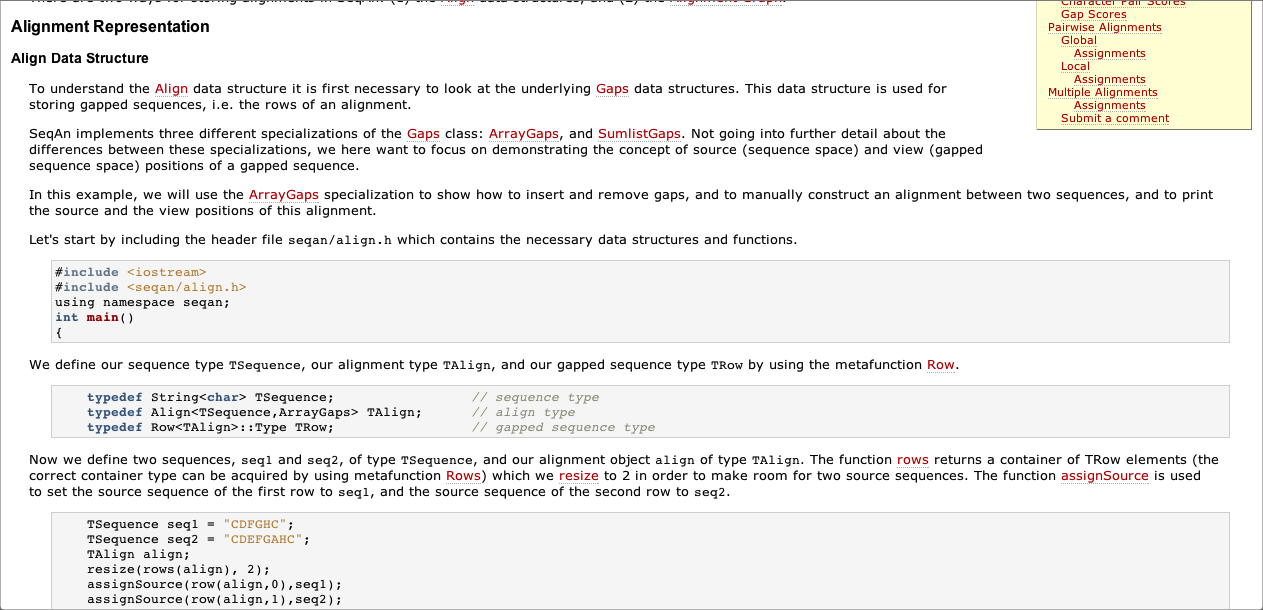 Alignment Representation
Align Data Structure
To understand the Align data structure it is first necessary to look at the underlying Gaps data structures. This data structure is used for
storing gapped sequences, i.e. the rows of an alignment.
SeqAn implements three different specializations of the Gaps class: ArrayGaps, and SumlistGaps. Not going into further detail about the
differences between these specializations, we here want to focus on demonstrating the concept of source (sequence space) and view (gapped
sequence space) positions of a gapped sequence.
In this example, we will use the ArrayGaps specialization to show how to insert and remove gaps, and to manually construct an alignment between two sequences, and to print
the source and the view positions of this alignment.
Let's start by including the header file seqan/align.h which contains the necessary data structures and functions.
#include <iostream>
#include <seqan/align.h>
using namespace seqan;
int main()
{
We define our sequence type TSequence, our alignment type TAlign, and our gapped sequence type TRow by using the metafunction Row.
typedef String<char> TSequence; // sequence type
typedef Align<TSequence,ArrayGaps> TAlign; // align type
typedef Row<TAlign>::Type TRow; // gapped sequence type
Now we define two sequences, seq1 and seq2, of type TSequence, and our alignment object align of type TAlign. The function rows returns a container of TRow elements (the
correct container type can be acquired by using metafunction Rows) which we resize to 2 in order to make room for two source sequences. The function assignSource is used
to set the source sequence of the first row to seq1, and the source sequence of the second row to seq2.
TSequence seq1 = "CDFGHC";
TSequence seq2 = "CDEFGAHC";
TAlign align;
resize(rows(align), 2);
assignSource(row(align,0),seq1);
assignSource(row(align,1),seq2);
Character Pair Scores
Gap Scores
Pairwise Alignments
Global
Assignments
Local
Assignments
Multiple Alignments
Assignments
Submit a comment